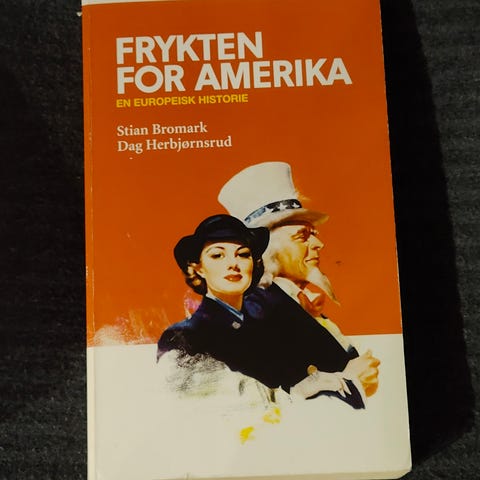 FRYKTEN
FOR AMERIKA
EN EUROPEISK HISTORIE
Stian Bromark
Dag Herbjørnsrud